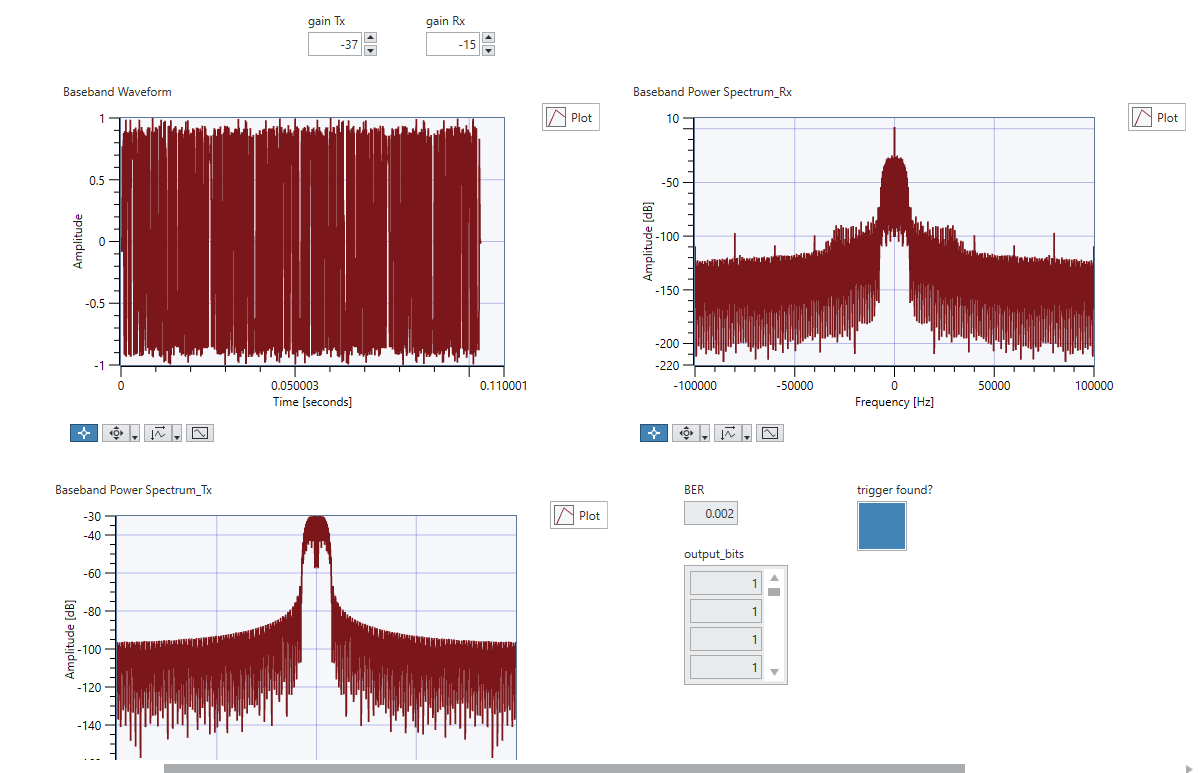 gain Tx
gain Rx
-37
-15
Baseband Waveform
Plot
1
0.5
0
-0.5
-1
Amplitude
0
0.050003
0.110001
Time [seconds]
Baseband Power Spectrum_Rx
Plot
10
-50
-100
-150
-200
-220
Amplitude [dB]
-100000
-50000
0
50000
100000
Frequency [Hz]
Baseband Power Spectrum_Tx
Plot
-30
-40
-60
-80
-100
-120
-140
Amplitude [dB]
BER
0.002
trigger found?
output_bits
1
1
1
1